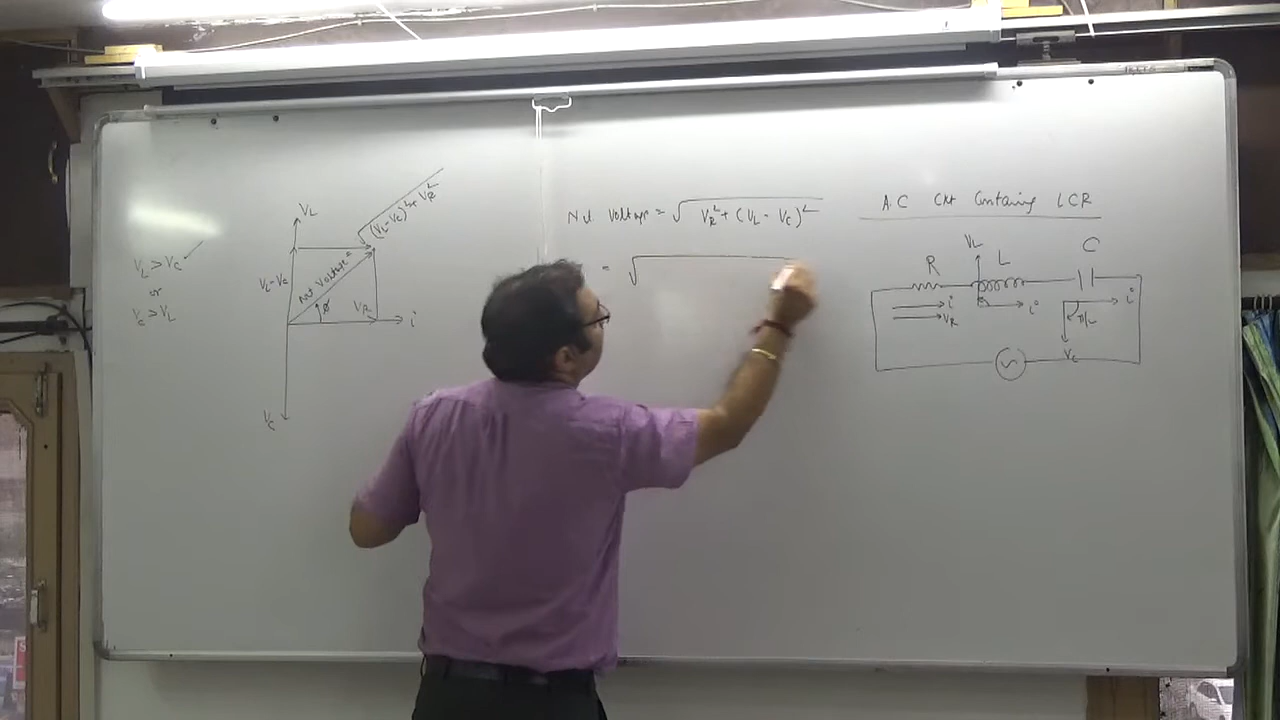 V_L > V_C ✓
or
V_C > V_L
V_L
V_L - V_C
Net Voltage = √(V_L - V_C)² + V_R²
ϕ
V_R
i
V_C
Net Voltage = √V_R² + (V_L - V_C)²
= √
A.C Ckt Containing LCR
R
V_L
L
C
i
V_R
i
i
π/2
V_C